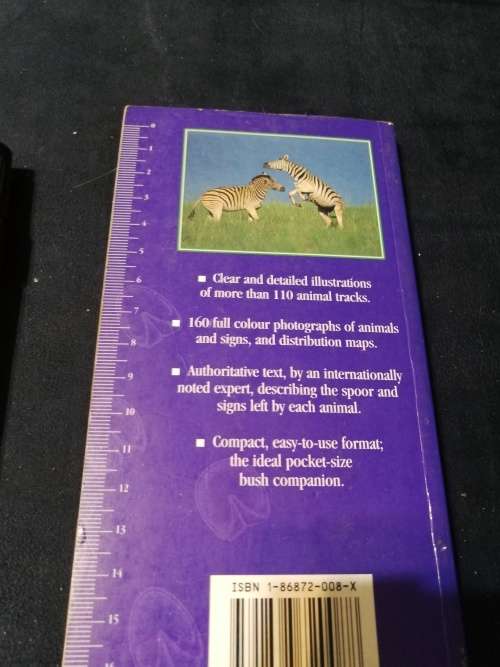 0
1
2
3
4
5
6
7
8
9
10
11
12
13
14
15
16
■ Clear and detailed illustrations
of more than 110 animal tracks.
■ 160 full colour photographs of animals
and signs, and distribution maps.
■ Authoritative text, by an internationally
noted expert, describing the spoor and
signs left by each animal.
■ Compact, easy-to-use format;
the ideal pocket-size
bush companion.
ISBN 1-86872-008-X